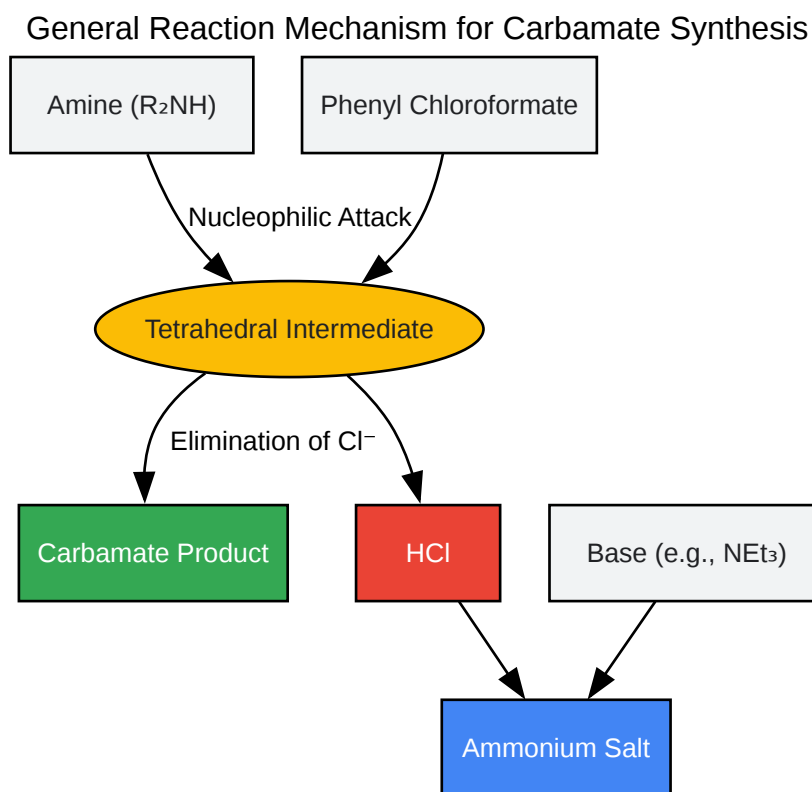 General Reaction Mechanism for Carbamate Synthesis
Amine (R₂NH)
Phenyl Chloroformate
Nucleophilic Attack
Tetrahedral Intermediate
Elimination of Cl⁻
Carbamate Product
HCl
Base (e.g., NEt₃)
Ammonium Salt